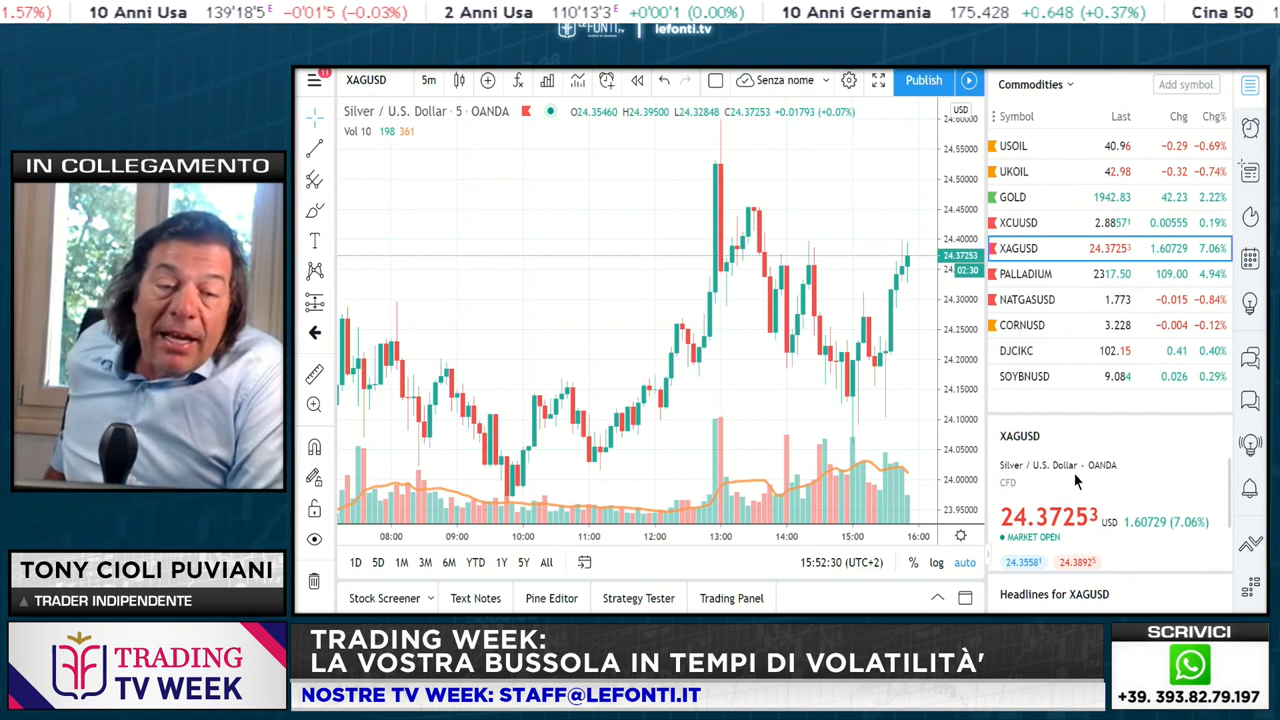 1.57%)
10 Anni Usa 139'18'5 E −0'01'5 (−0.03%)
2 Anni Usa 110'13'3 E +0'00'1 (0.00%)
10 Anni Germania 175.428 +0.648 (+0.37%)
Cina 50
LEFONTI.TV
lefonti.tv
IN COLLEGAMENTO
11
XAGUSD
5m
Senza nome
Publish
Silver / U.S. Dollar · 5 · OANDA
O24.35460 H24.39500 L24.32848 C24.37253 +0.01793 (+0.07%)
Vol 10 198 361
USD
24.60000
24.55000
24.50000
24.45000
24.40000
24.37253
02:30
24.30000
24.25000
24.20000
24.15000
24.10000
24.05000
24.00000
23.95000
08:00 09:00 10:00 11:00 12:00 13:00 14:00 15:00 16:00
1D 5D 1M 3M 6M YTD 1Y 5Y All
15:52:30 (UTC+2)
% log auto
Stock Screener
Text Notes
Pine Editor
Strategy Tester
Trading Panel
Commodities
Add symbol
Symbol Last Chg Chg%
USOIL 40.96 −0.29 −0.69%
UKOIL 42.98 −0.32 −0.74%
GOLD 1942.83 42.23 2.22%
XCUUSD 2.88571 0.00555 0.19%
XAGUSD 24.37253 1.60729 7.06%
PALLADIUM 2317.50 109.00 4.94%
NATGASUSD 1.773 −0.015 −0.84%
CORNUSD 3.228 −0.004 −0.12%
DJCIKC 102.15 0.41 0.40%
SOYBNUSD 9.084 0.026 0.29%
XAGUSD
Silver / U.S. Dollar · OANDA
CFD
24.37253 USD 1.60729 (7.06%)
MARKET OPEN
24.35581 24.38925
Headlines for XAGUSD
TONY CIOLI PUVIANI
TRADER INDIPENDENTE
TRADING
TV WEEK
TRADING WEEK:
LA VOSTRA BUSSOLA IN TEMPI DI VOLATILITÀ'
NOSTRE TV WEEK: STAFF@LEFONTI.IT
SCRIVICI
+39. 393.82.79.197